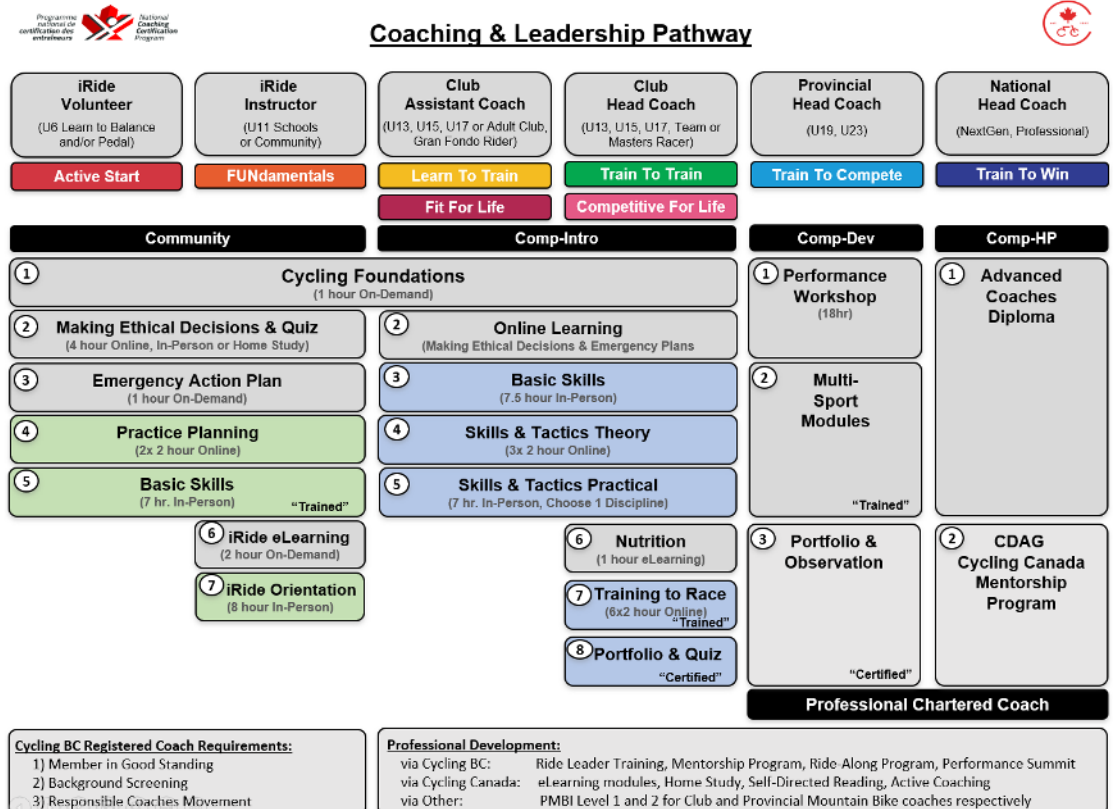 Programme
national de
certification des
entraîneurs
National
Coaching
Certification
Program
Coaching & Leadership Pathway
iRide
Volunteer
(U6 Learn to Balance
and/or Pedal)
iRide
Instructor
(U11 Schools
or Community)
Club
Assistant Coach
(U13, U15, U17 or Adult Club,
Gran Fondo Rider)
Club
Head Coach
(U13, U15, U17, Team or
Masters Racer)
Provincial
Head Coach
(U19, U23)
National
Head Coach
(NextGen, Professional)
Active Start
FUNdamentals
Learn To Train
Train To Train
Train To Compete
Train To Win
Fit For Life
Competitive For Life
Community
Comp-Intro
Comp-Dev
Comp-HP
1 Cycling Foundations
(1 hour On-Demand)
2 Making Ethical Decisions & Quiz
(4 hour Online, In-Person or Home Study)
3 Emergency Action Plan
(1 hour On-Demand)
4 Practice Planning
(2x 2 hour Online)
5 Basic Skills
(7 hr. In-Person)
"Trained"
6 iRide eLearning
(2 hour On-Demand)
7 iRide Orientation
(8 hour In-Person)
2 Online Learning
(Making Ethical Decisions & Emergency Plans
3 Basic Skills
(7.5 hour In-Person)
4 Skills & Tactics Theory
(3x 2 hour Online)
5 Skills & Tactics Practical
(7 hr. In-Person, Choose 1 Discipline)
6 Nutrition
(1 hour eLearning)
7 Training to Race
(6x2 hour Online)
"Trained"
8 Portfolio & Quiz
"Certified"
1 Performance
Workshop
(18hr)
2 Multi-
Sport
Modules
"Trained"
3 Portfolio &
Observation
"Certified"
1 Advanced
Coaches
Diploma
2 CDAG
Cycling Canada
Mentorship
Program
Professional Chartered Coach
Cycling BC Registered Coach Requirements:
1) Member in Good Standing
2) Background Screening
3) Responsible Coaches Movement
Professional Development:
via Cycling BC: Ride Leader Training, Mentorship Program, Ride-Along Program, Performance Summit
via Cycling Canada: eLearning modules, Home Study, Self-Directed Reading, Active Coaching
via Other: PMBI Level 1 and 2 for Club and Provincial Mountain Bike coaches respectively